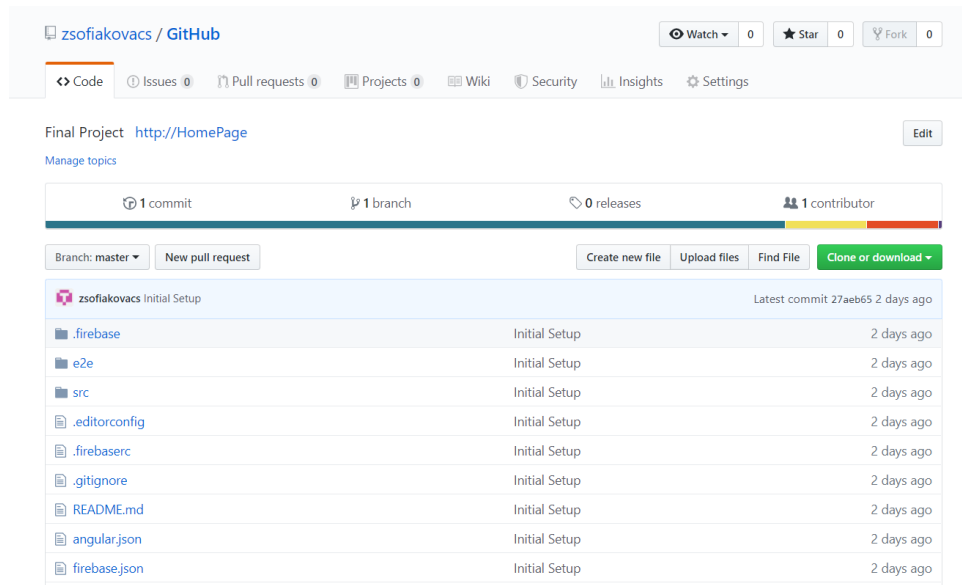 zsofiakovacs / GitHub
Watch 0 Star 0 Fork 0
Code Issues 0 Pull requests 0 Projects 0 Wiki Security Insights Settings
Final Project http://HomePage Edit
Manage topics
1 commit 1 branch 0 releases 1 contributor
Branch: master New pull request Create new file Upload files Find File Clone or download
zsofiakovacs Initial Setup Latest commit 27aeb65 2 days ago
.firebase Initial Setup 2 days ago
e2e Initial Setup 2 days ago
src Initial Setup 2 days ago
.editorconfig Initial Setup 2 days ago
.firebaserc Initial Setup 2 days ago
.gitignore Initial Setup 2 days ago
README.md Initial Setup 2 days ago
angular.json Initial Setup 2 days ago
firebase.json Initial Setup 2 days ago